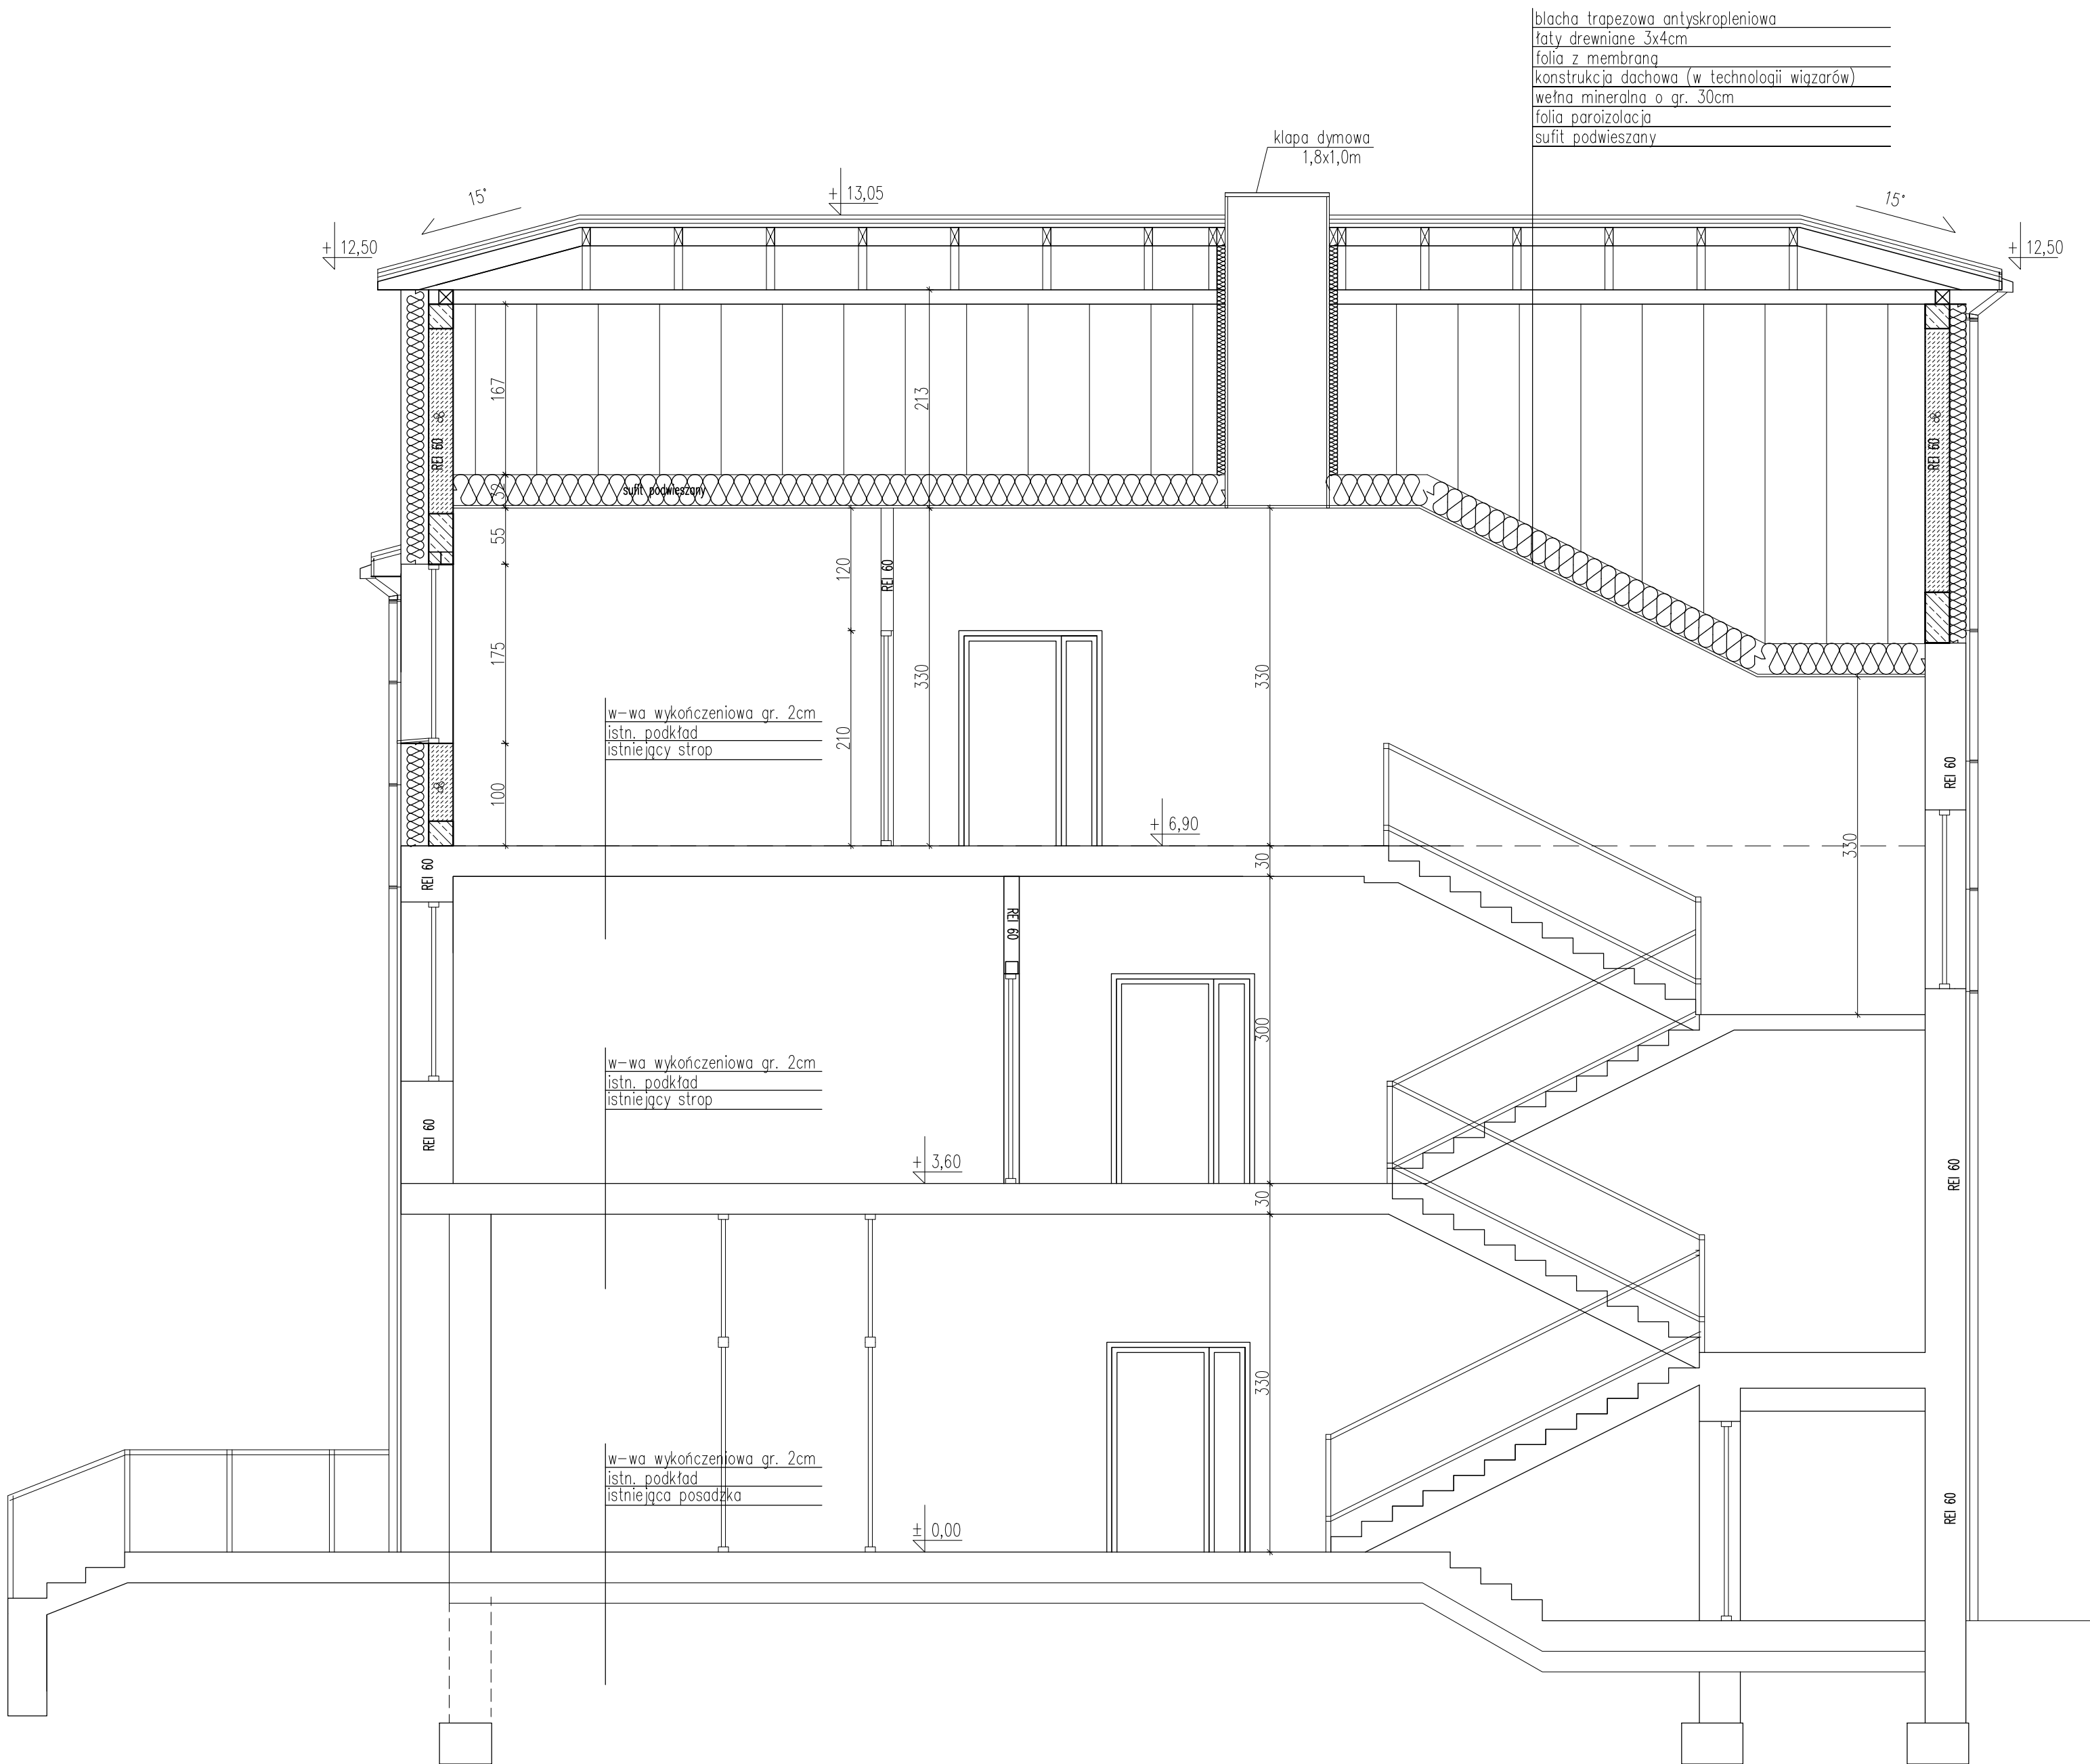 blacha trapezowa antyskropleniowa
łaty drewniane 3x4cm
folia z membraną
konstrukcja dachowa (w technologii wiązarów)
wełna mineralna o gr. 30cm
folia paroizolacja
sufit podwieszany
klapa dymowa
1,8x1,0m
15°
+ 13,05
15°
+ 12,50
+ 12,50
167
213
REI 60
REI 60
32
sufit podwieszany
55
120
REI 60
175
330
330
210
w-wa wykończeniowa gr. 2cm
istn. podkład
istniejący strop
100
REI 60
+ 6,90
330
30
REI 60
REI 60
300
w-wa wykończeniowa gr. 2cm
istn. podkład
istniejący strop
REI 60
+ 3,60
REI 60
30
330
w-wa wykończeniowa gr. 2cm
istn. podkład
istniejąca posadzka
REI 60
± 0,00